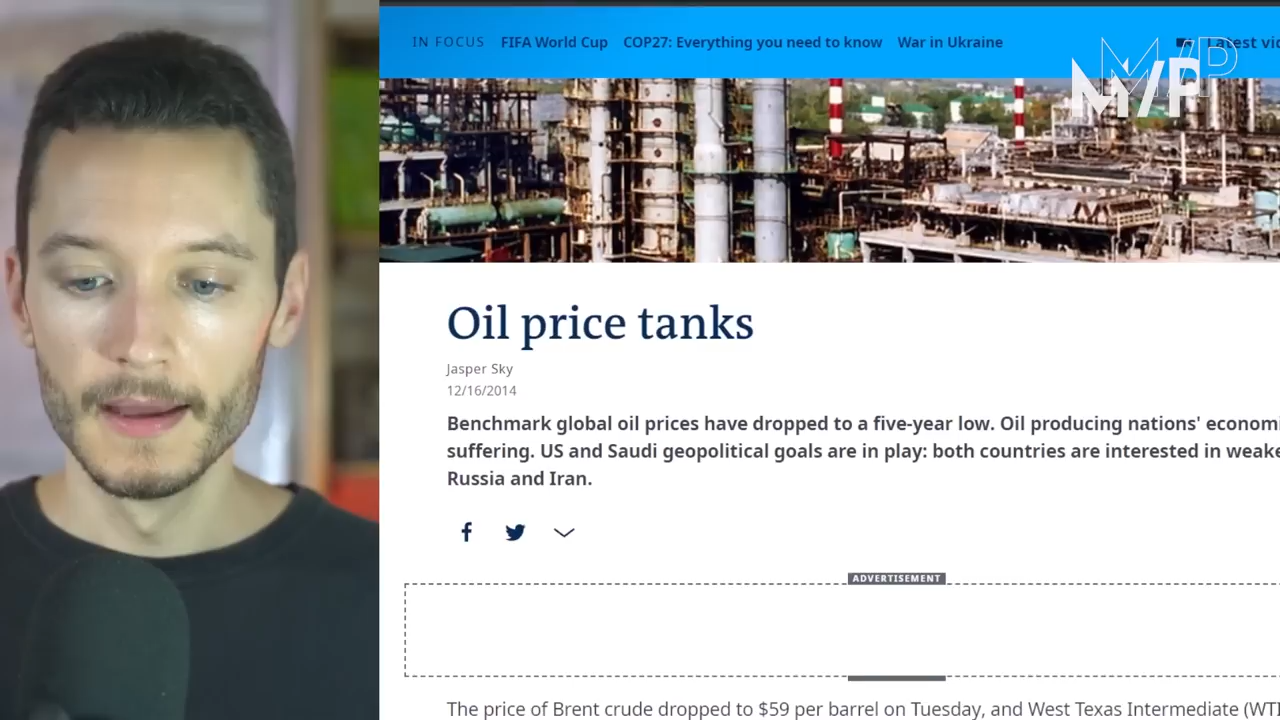 IN FOCUS FIFA World Cup COP27: Everything you need to know War in Ukraine
M/P
Oil price tanks
Jasper Sky
12/16/2014
Benchmark global oil prices have dropped to a five-year low. Oil producing nations'
suffering. US and Saudi geopolitical goals are in play: both countries are interested in
Russia and Iran.
ADVERTISEMENT
The price of Brent crude dropped to $59 per barrel on Tuesday, and West Texas Intermediate (WTI